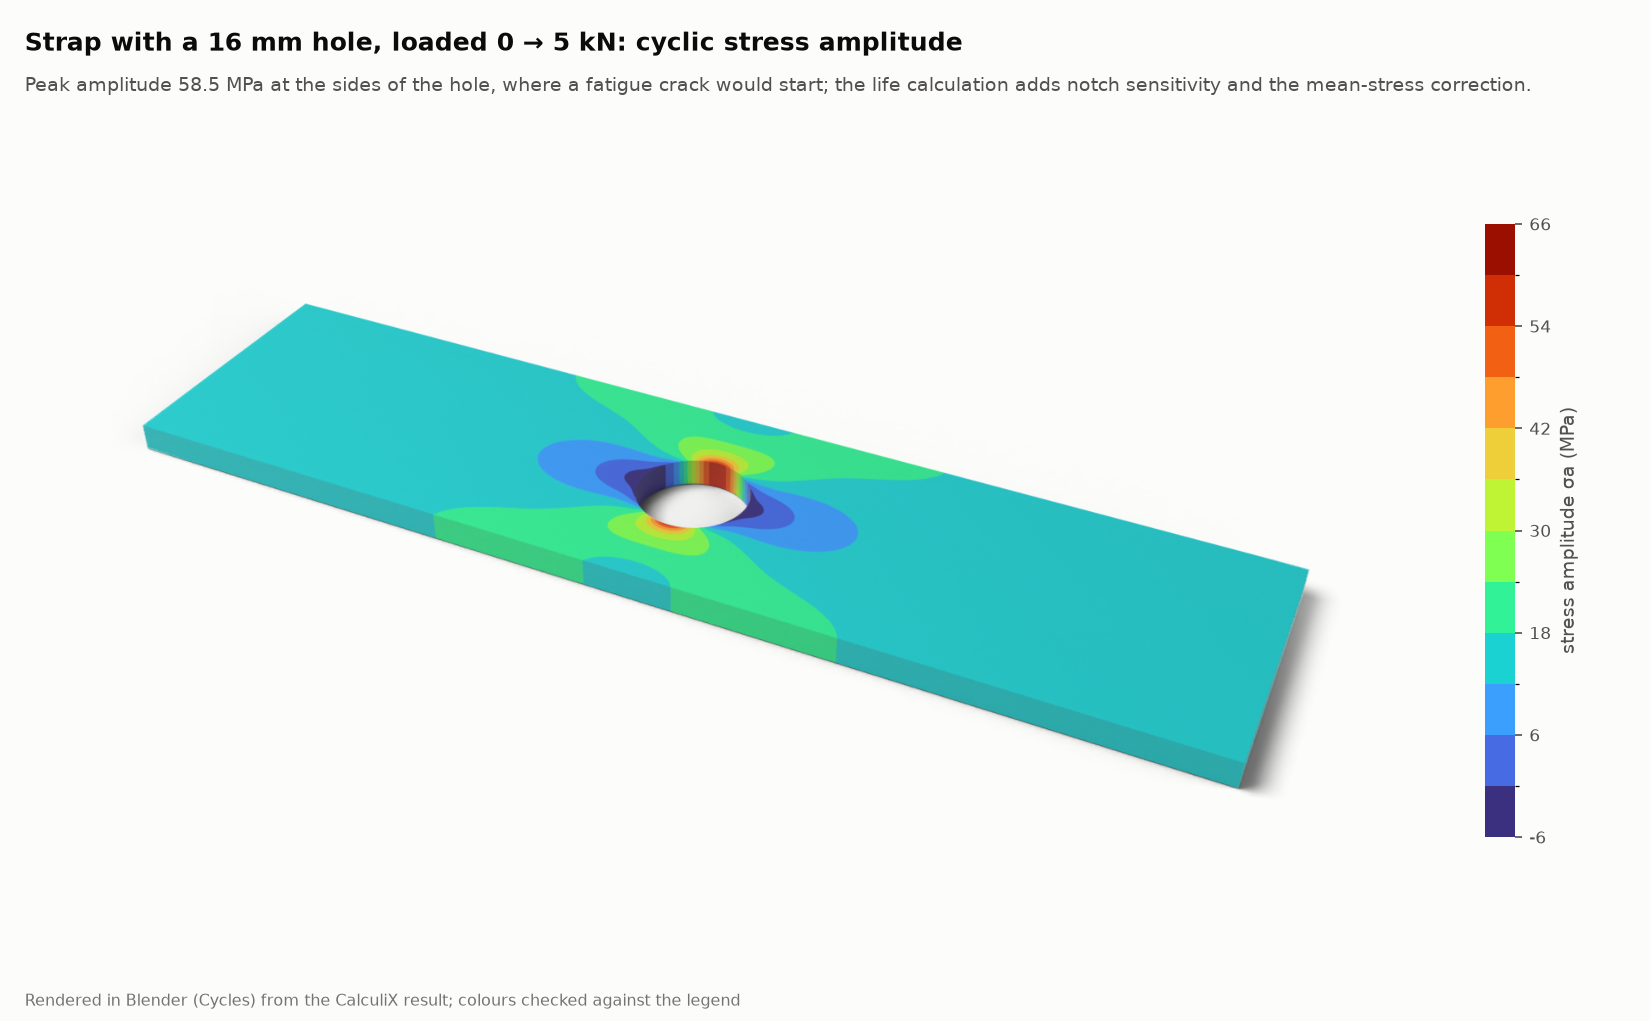 Strap with a 16 mm hole, loaded 0 → 5 kN: cyclic stress amplitude
Peak amplitude 58.5 MPa at the sides of the hole, where a fatigue crack would start; the life calculation adds notch sensitivity and the mean-stress correction.
66
54
42
30
18
6
-6
stress amplitude σa (MPa)
Rendered in Blender (Cycles) from the CalculiX result; colours checked against the legend